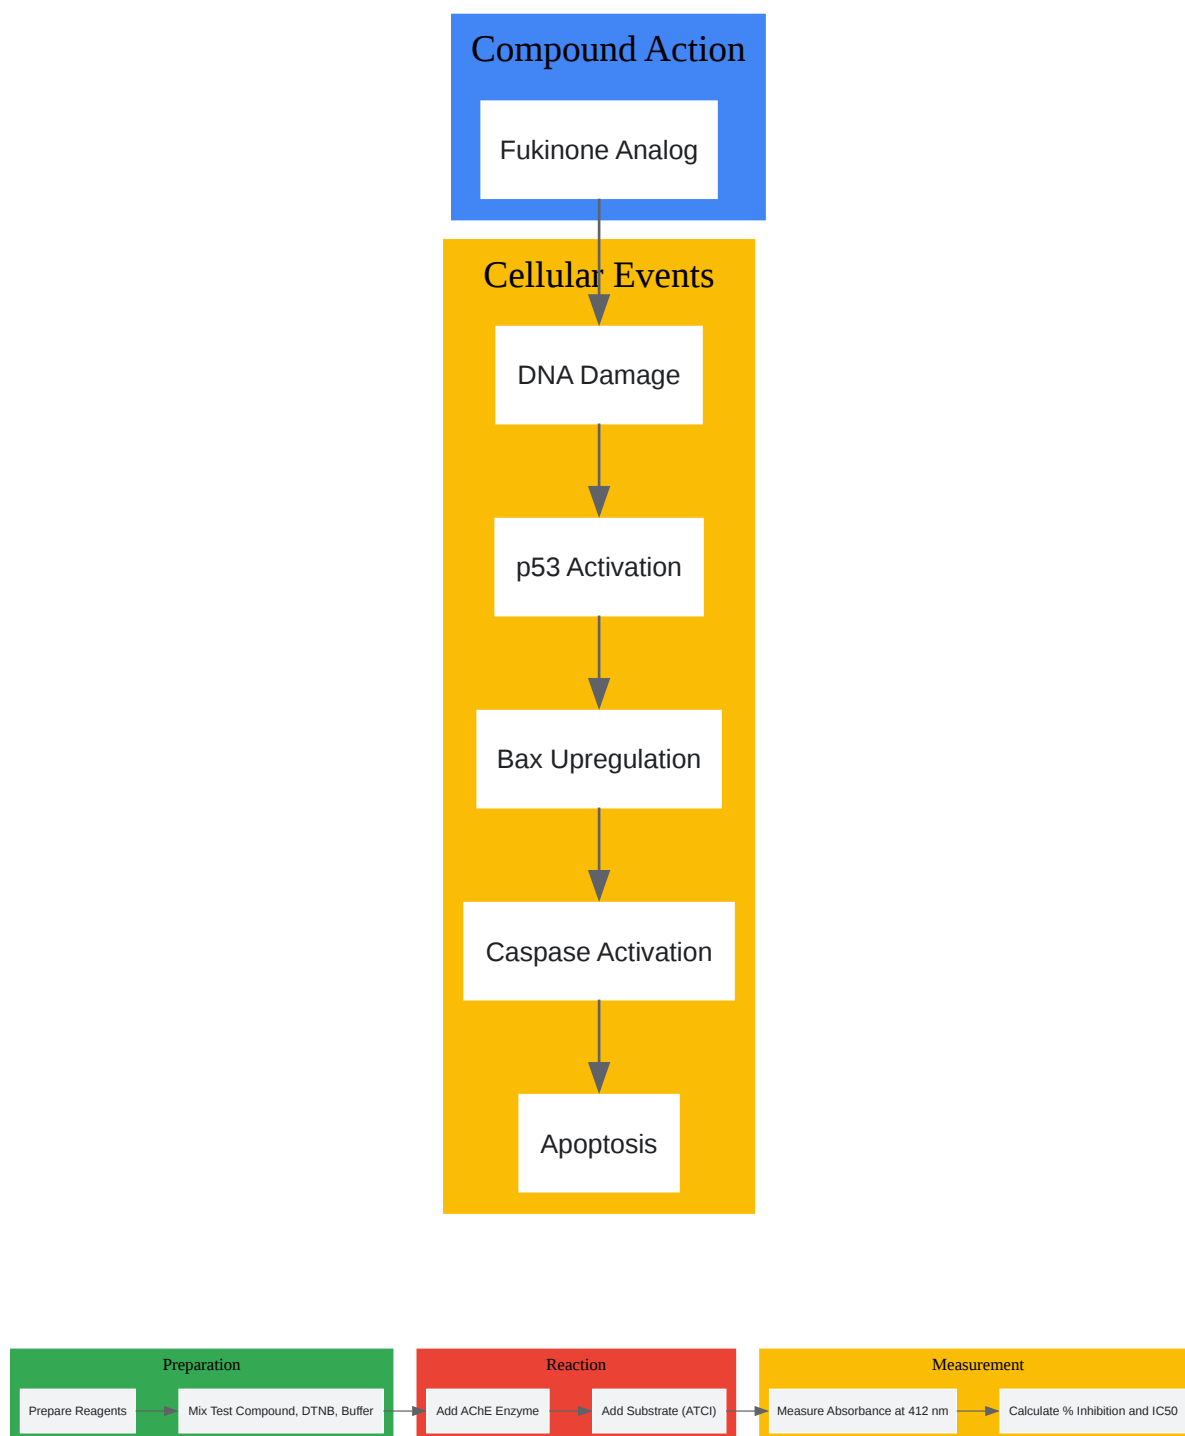 Compound Action
Fukinone Analog
Cellular Events
DNA Damage
p53 Activation
Bax Upregulation
Caspase Activation
Apoptosis
Preparation
Prepare Reagents
Mix Test Compound, DTNB, Buffer
Reaction
Add AChE Enzyme
Add Substrate (ATCI)
Measurement
Measure Absorbance at 412 nm
Calculate % Inhibition and IC50